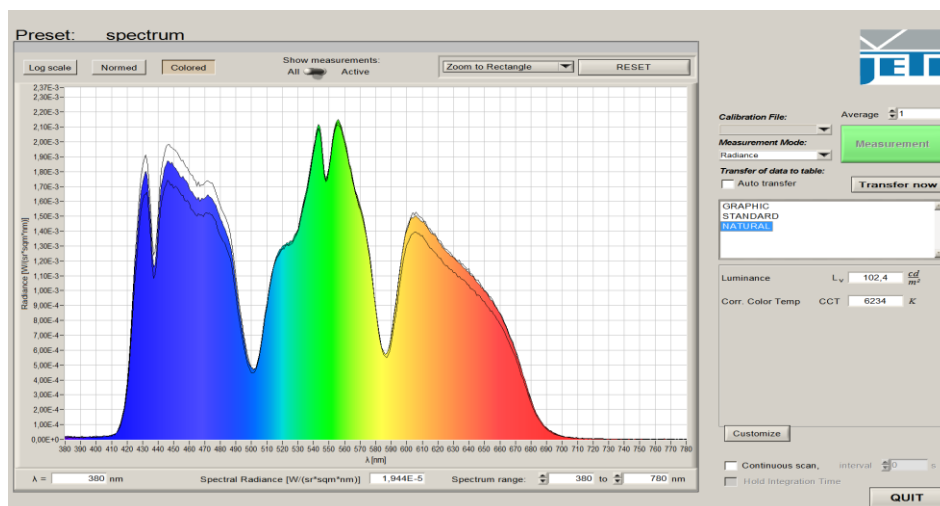 Preset: spectrum
Log scale Normed Colored Show measurements: All Active Zoom to Rectangle RESET
2,37E-3
2,20E-3
2,10E-3
2,00E-3
1,90E-3
1,80E-3
1,70E-3
1,60E-3
1,50E-3
1,40E-3
1,30E-3
1,20E-3
1,10E-3
1,00E-3
9,00E-4
8,00E-4
7,00E-4
6,00E-4
5,00E-4
4,00E-4
3,00E-4
2,00E-4
1,00E-4
0,00E+0
Radiance [W/(sr*sqm*nm)]
380 390 400 410 420 430 440 450 460 470 480 490 500 510 520 530 540 550 560 570 580 590 600 610 620 630 640 650 660 670 680 690 700 710 720 730 740 750 760 770 780
λ [nm]
λ = 380 nm Spectral Radiance [W/(sr*sqm*nm)] 1,944E-5 Spectrum range: 380 to 780 nm
JETI
Calibration File: Average 1
Measurement Mode:
Radiance
Measurement
Transfer of data to table:
Auto transfer Transfer now
GRAPHIC
STANDARD
NATURAL
Luminance Lv 102,4 cd/m²
Corr. Color Temp CCT 6234 K
Customize
Continuous scan, interval 0 s
Hold Integration Time
QUIT